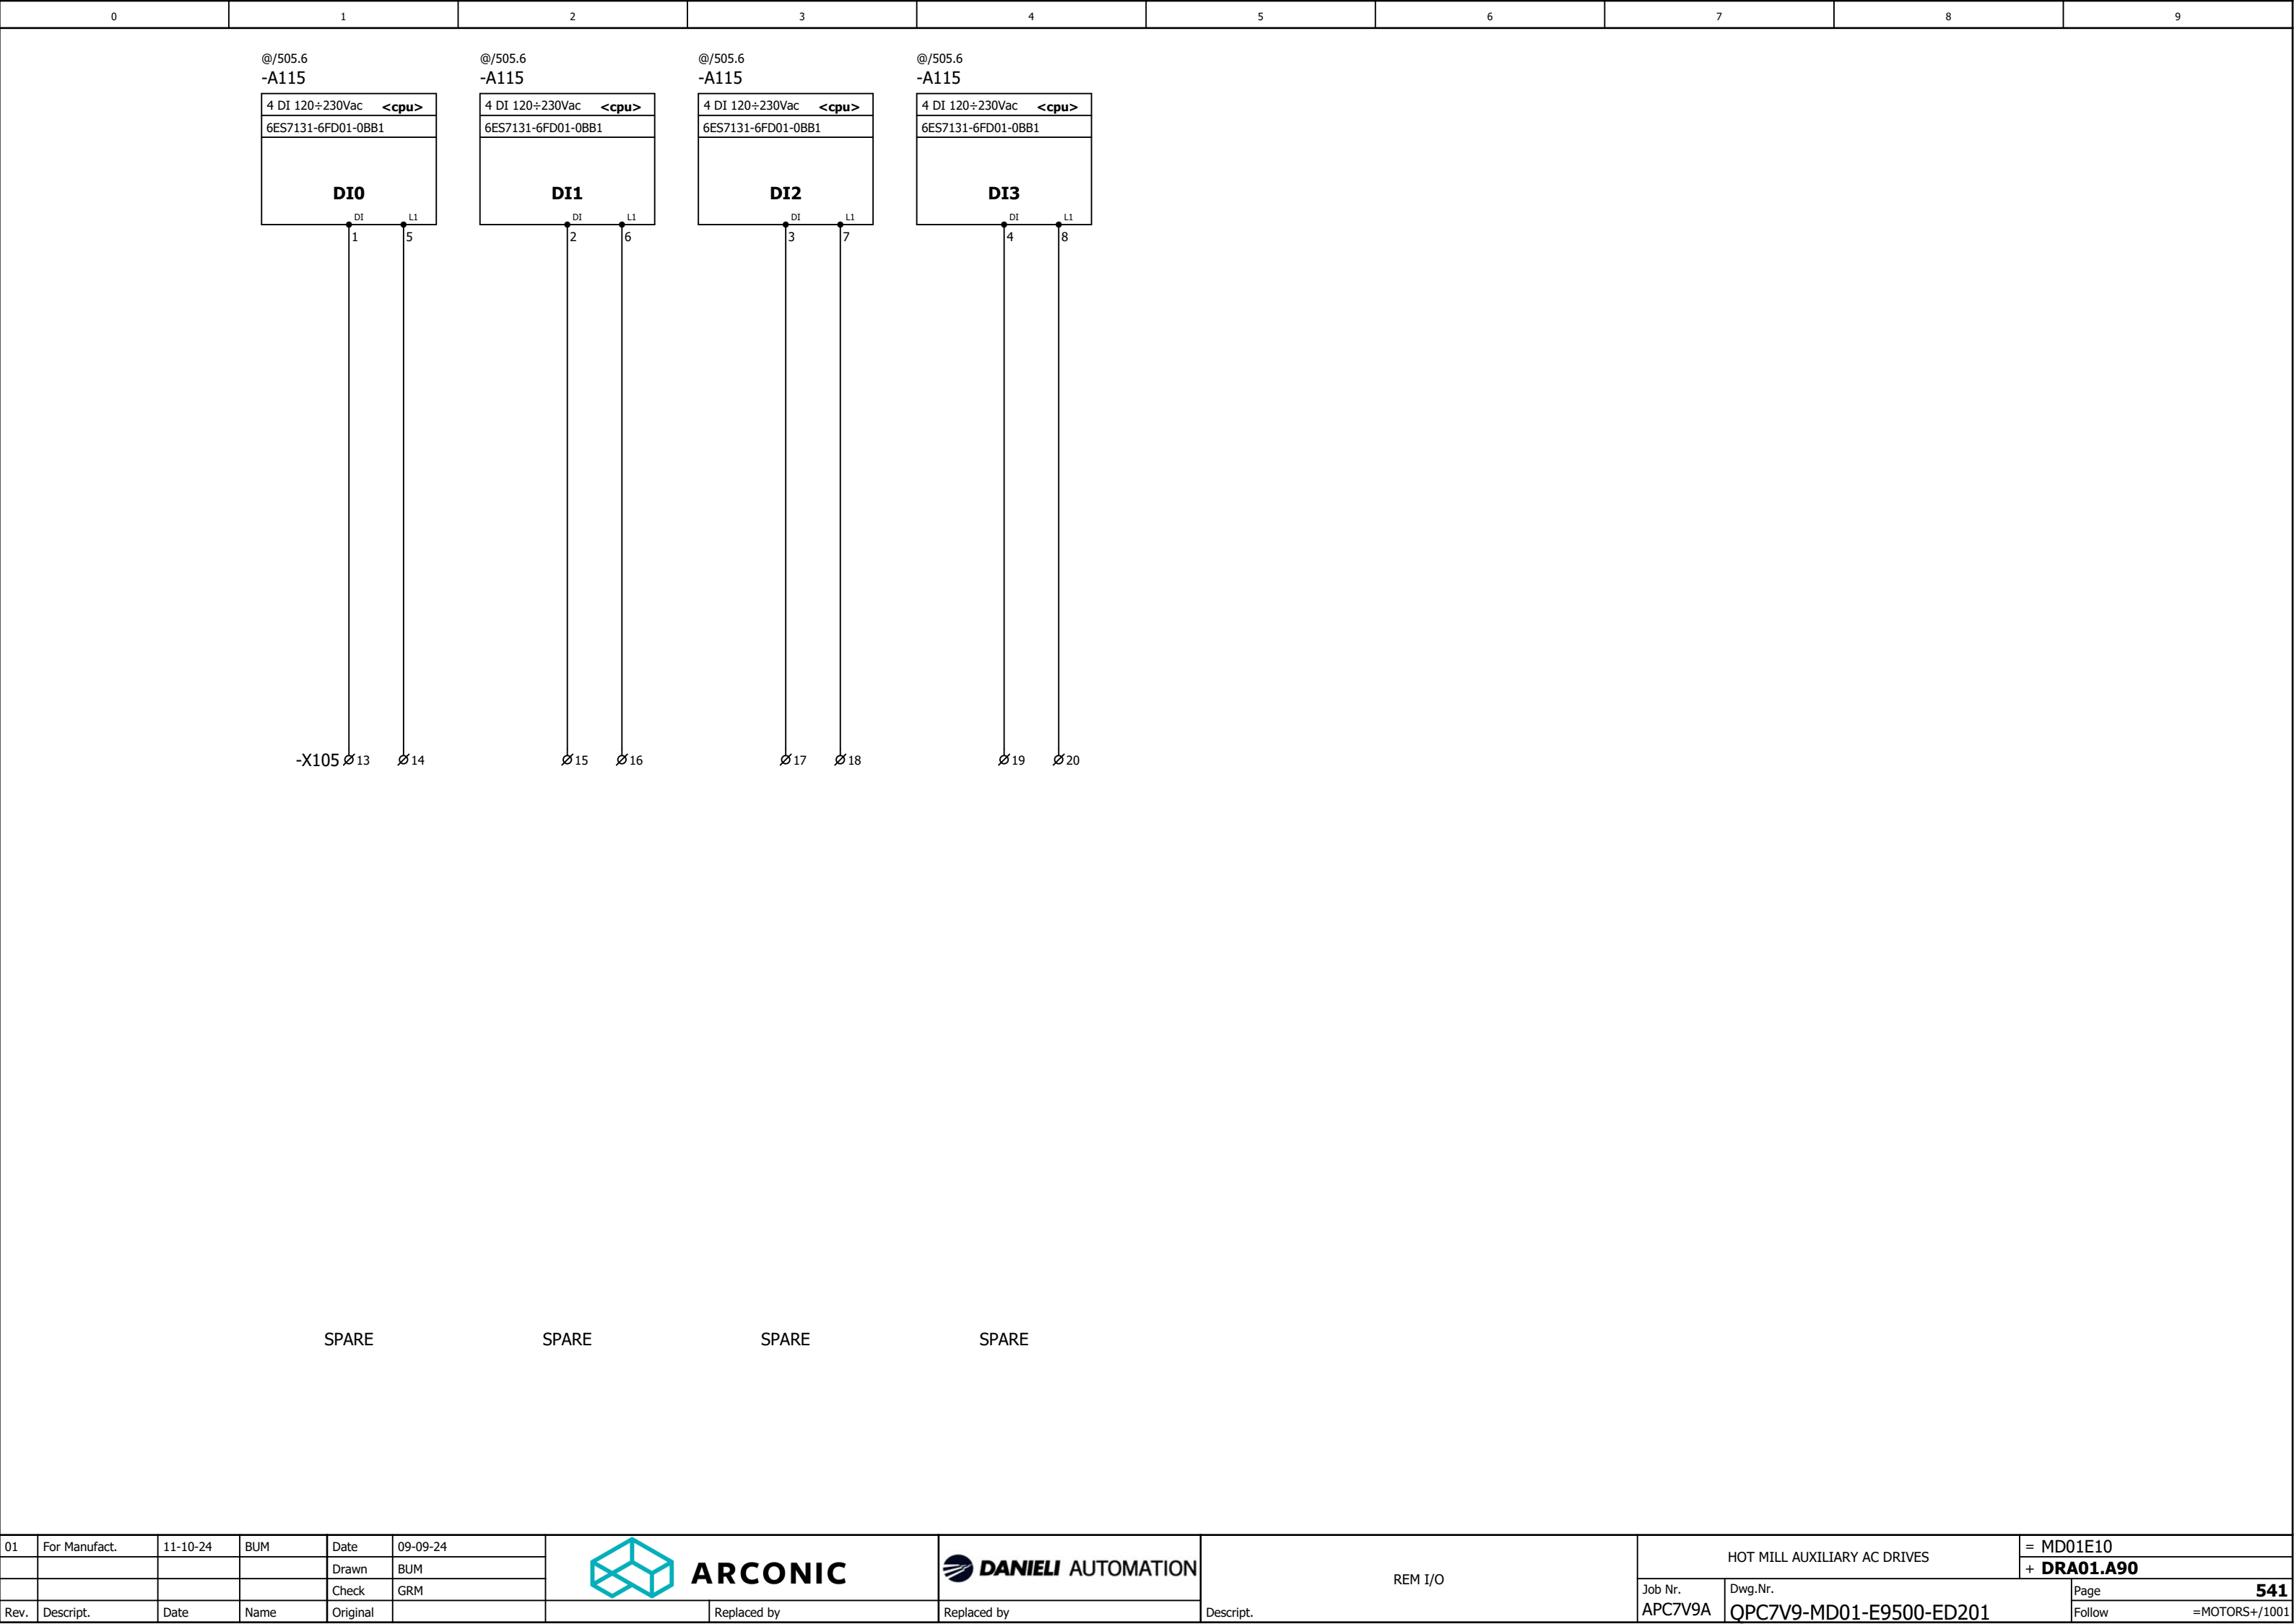 0 1 2 3 4 5 6 7 8 9
@/505.6 @/505.6 @/505.6 @/505.6
-A115 -A115 -A115 -A115
4 DI 120÷230Vac <cpu> 4 DI 120÷230Vac <cpu> 4 DI 120÷230Vac <cpu> 4 DI 120÷230Vac <cpu>
6ES7131-6FD01-0BB1 6ES7131-6FD01-0BB1 6ES7131-6FD01-0BB1 6ES7131-6FD01-0BB1
DI0 DI1 DI2 DI3
DI L1 DI L1 DI L1 DI L1
1 5 2 6 3 7 4 8
-X105 13 14 15 16 17 18 19 20
SPARE SPARE SPARE SPARE
01 For Manufact. 11-10-24 BUM Date 09-09-24
Drawn BUM
Check GRM
Rev. Descript. Date Name Original
ARCONIC
Replaced by
DANIELI AUTOMATION
Replaced by
REM I/O
Descript.
HOT MILL AUXILIARY AC DRIVES
= MD01E10
+ DRA01.A90
Job Nr. Dwg.Nr. Page 541
APC7V9A QPC7V9-MD01-E9500-ED201 Follow =MOTORS+/1001